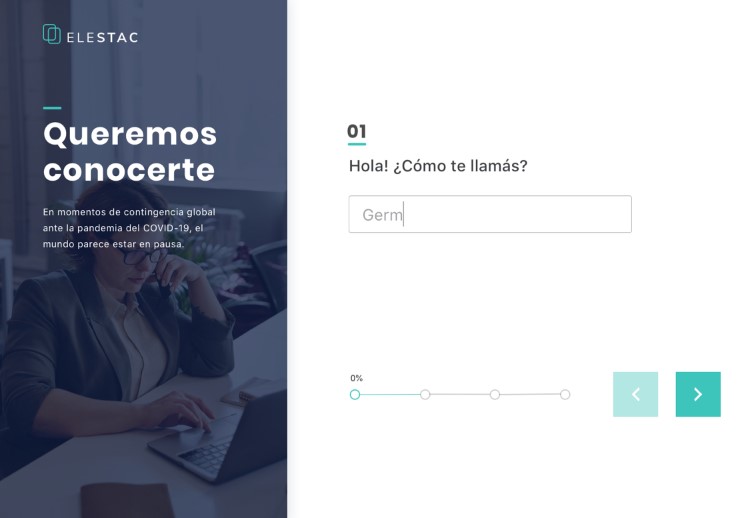 ELESTAC
Queremos
conocerte
En momentos de contingencia global
ante la pandemia del COVID-19, el
mundo parece estar en pausa.
01
Hola! ¿Cómo te llamás?
Germ
0%